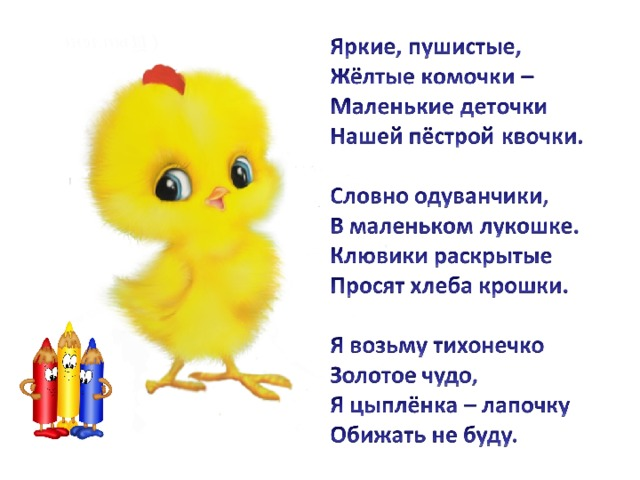 Яркие, пушистые,
Жёлтые комочки –
Маленькие деточки
Нашей пёстрой квочки.
Словно одуванчики,
В маленьком лукошке.
Клювики раскрытые
Просят хлеба крошки.
Я возьму тихонечко
Золотое чудо,
Я цыплёнка – лапочку
Обижать не буду.